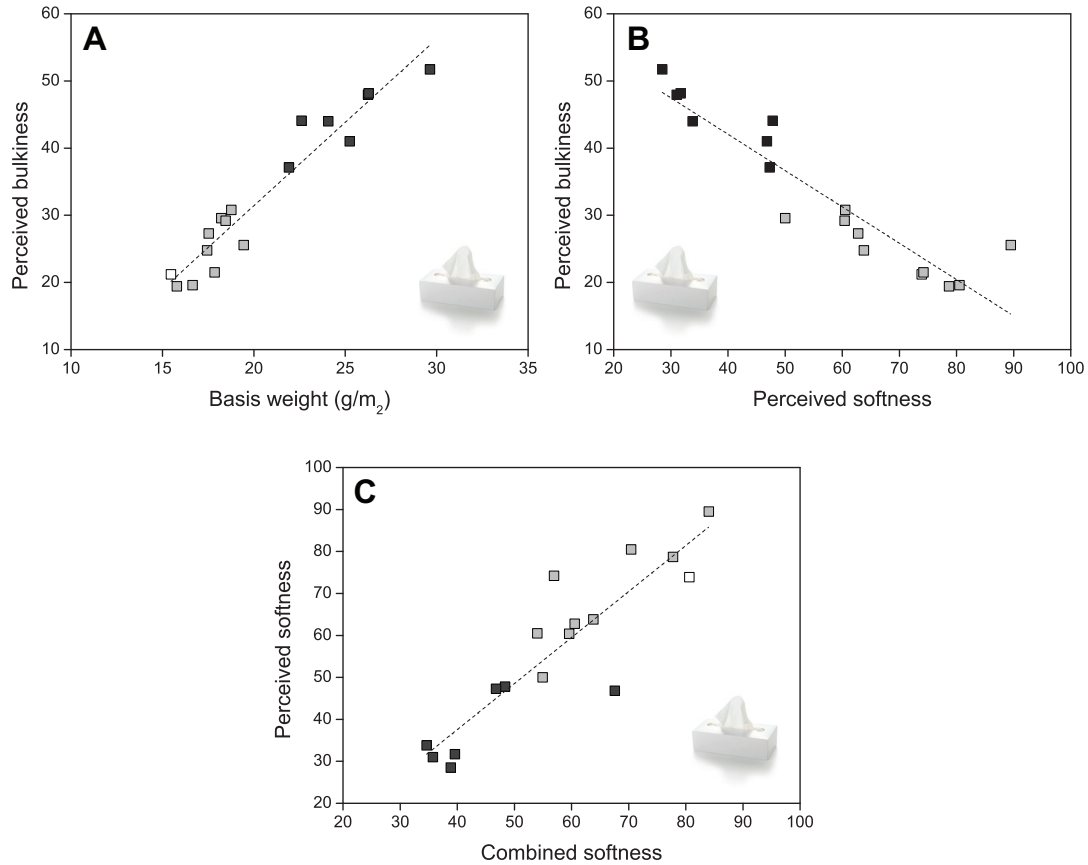 A
Perceived bulkiness
60
50
40
30
20
10
10 15 20 25 30 35
Basis weight (g/m2)
B
Perceived bulkiness
60
50
40
30
20
10
20 30 40 50 60 70 80 90 100
Perceived softness
C
Perceived softness
100
90
80
70
60
50
40
30
20
20 30 40 50 60 70 80 90 100
Combined softness